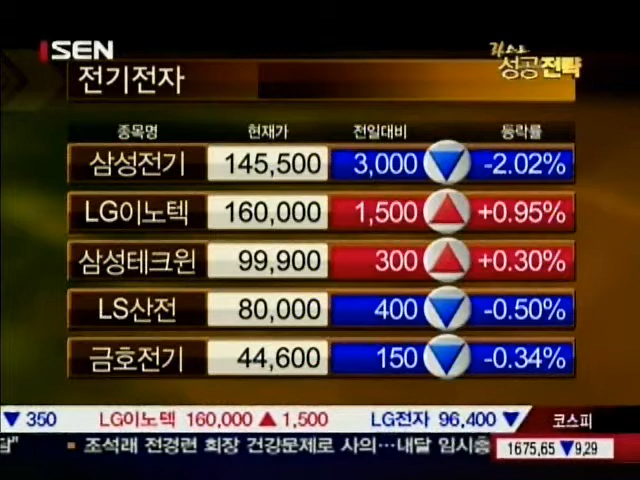 SEN
성공전략
전기전자
종목명 현재가 전일대비 등락률
삼성전기 145,500 3,000 ▼ -2.02%
LG이노텍 160,000 1,500 ▲ +0.95%
삼성테크윈 99,900 300 ▲ +0.30%
LS산전 80,000 400 ▼ -0.50%
금호전기 44,600 150 ▼ -0.34%
▼ 350 LG이노텍 160,000 ▲ 1,500 LG전자 96,400 ▼ 코스피
담" ▪ 조석래 전경련 회장 건강문제로 사의…내달 임시총 1675,65 ▼9,29